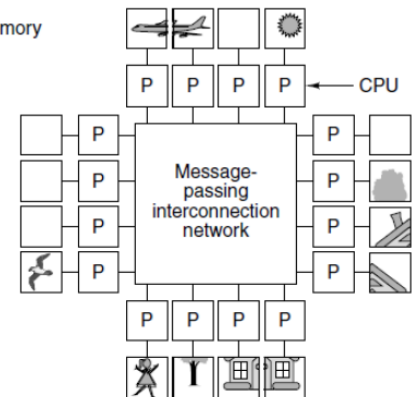 mory
P P P P CPU
P P
P P
P P
P P
Message-
passing
interconnection
network
P P P P